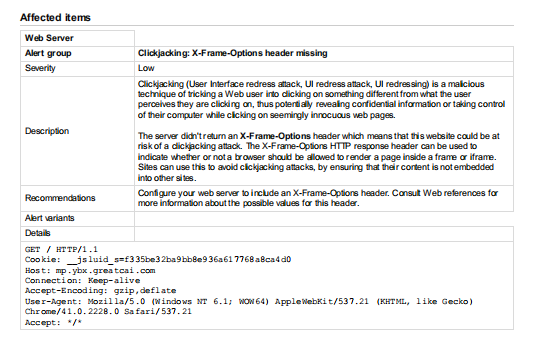 Affected items
Web Server
Alert group Clickjacking: X-Frame-Options header missing
Severity Low
Description
Clickjacking (User Interface redress attack, UI redress attack, UI redressing) is a malicious
technique of tricking a Web user into clicking on something different from what the user
perceives they are clicking on, thus potentially revealing confidential information or taking control
of their computer while clicking on seemingly innocuous web pages.
The server didn't return an X-Frame-Options header which means that this website could be at
risk of a clickjacking attack. The X-Frame-Options HTTP response header can be used to
indicate whether or not a browser should be allowed to render a page inside a frame or iframe.
Sites can use this to avoid clickjacking attacks, by ensuring that their content is not embedded
into other sites.
Recommendations
Configure your web server to include an X-Frame-Options header. Consult Web references for
more information about the possible values for this header.
Alert variants
Details
GET / HTTP/1.1
Cookie: __jsluid_s=f335be32ba9bb8e936a617768a8ca4d0
Host: mp.ybx.greatcai.com
Connection: Keep-alive
Accept-Encoding: gzip,deflate
User-Agent: Mozilla/5.0 (Windows NT 6.1; WOW64) AppleWebKit/537.21 (KHTML, like Gecko)
Chrome/41.0.2228.0 Safari/537.21
Accept: */*